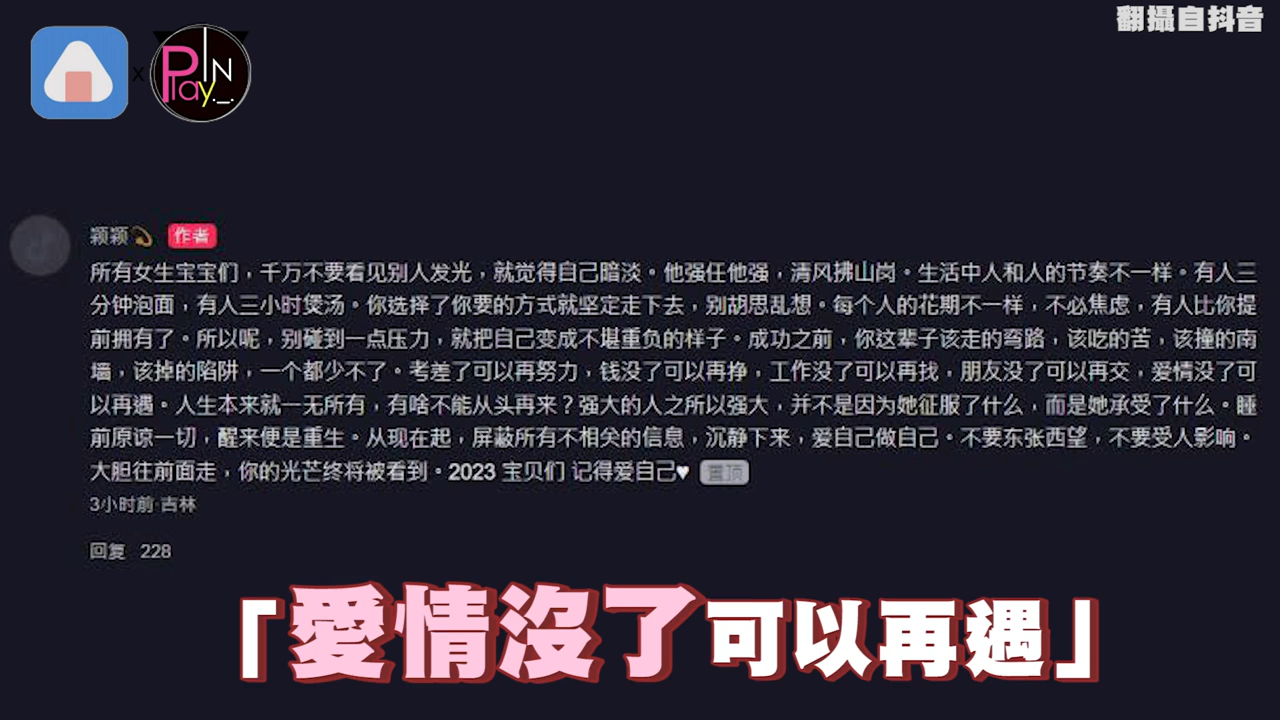 翻攝自抖音
x
PlayIN._.
颖颖 作者
所有女生宝宝们，千万不要看见别人发光，就觉得自己暗淡。他强任他强，清风拂山岗。生活中人和人的节奏不一样。有人三
分钟泡面，有人三小时煲汤。你选择了你要的方式就坚定走下去，别胡思乱想。每个人的花期不一样，不必焦虑，有人比你提
前拥有了。所以呢，别碰到一点压力，就把自己变成不堪重负的样子。成功之前，你这辈子该走的弯路，该吃的苦，该撞的南
墙，该掉的陷阱，一个都少不了。考差了可以再努力，钱没了可以再挣，工作没了可以再找，朋友没了可以再交，爱情没了可
以再遇。人生本来就一无所有，有啥不能从头再来？强大的人之所以强大，并不是因为她征服了什么，而是她承受了什么。睡
前原谅一切，醒来便是重生。从现在起，屏蔽所有不相关的信息，沉静下来，爱自己做自己。不要东张西望，不要受人影响。
大胆往前面走，你的光芒终将被看到。2023 宝贝们 记得爱自己♥ 置顶
3小时前·吉林
回复 228
「愛情沒了可以再遇」